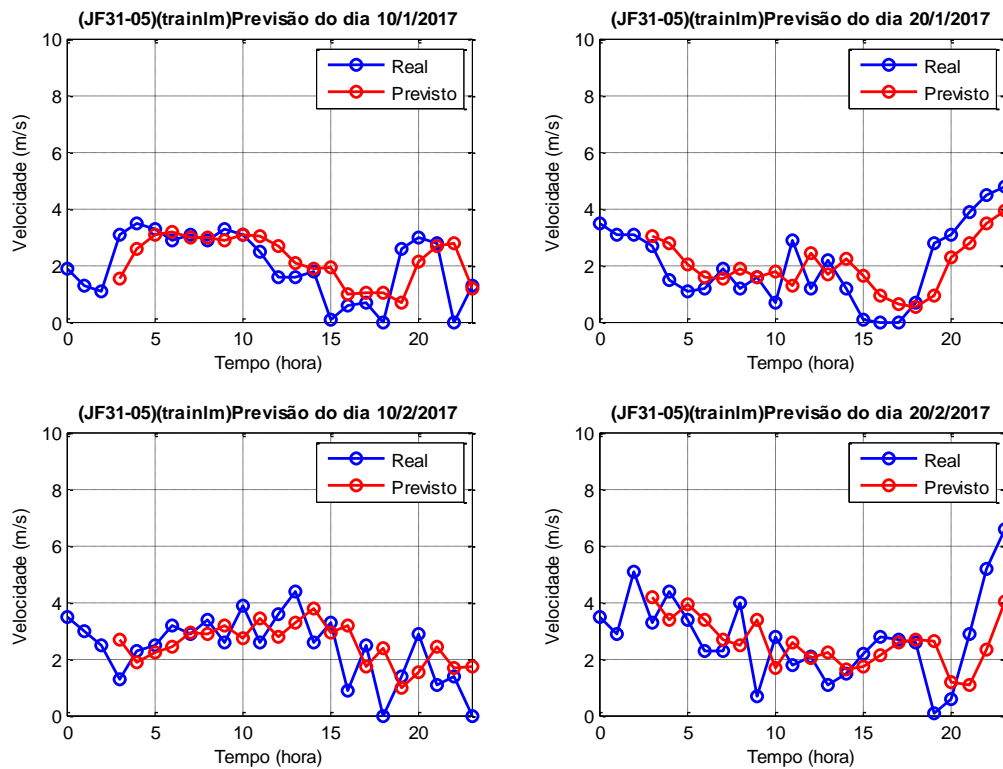 (JF31-05)(trainlm)Previsão do dia 10/1/2017
10
8
6
4
2
0
0 5 10 15 20
Velocidade (m/s)
Tempo (hora)
Real
Previsto
(JF31-05)(trainlm)Previsão do dia 20/1/2017
10
8
6
4
2
0
0 5 10 15 20
Velocidade (m/s)
Tempo (hora)
Real
Previsto
(JF31-05)(trainlm)Previsão do dia 10/2/2017
10
8
6
4
2
0
0 5 10 15 20
Velocidade (m/s)
Tempo (hora)
Real
Previsto
(JF31-05)(trainlm)Previsão do dia 20/2/2017
10
8
6
4
2
0
0 5 10 15 20
Velocidade (m/s)
Tempo (hora)
Real
Previsto